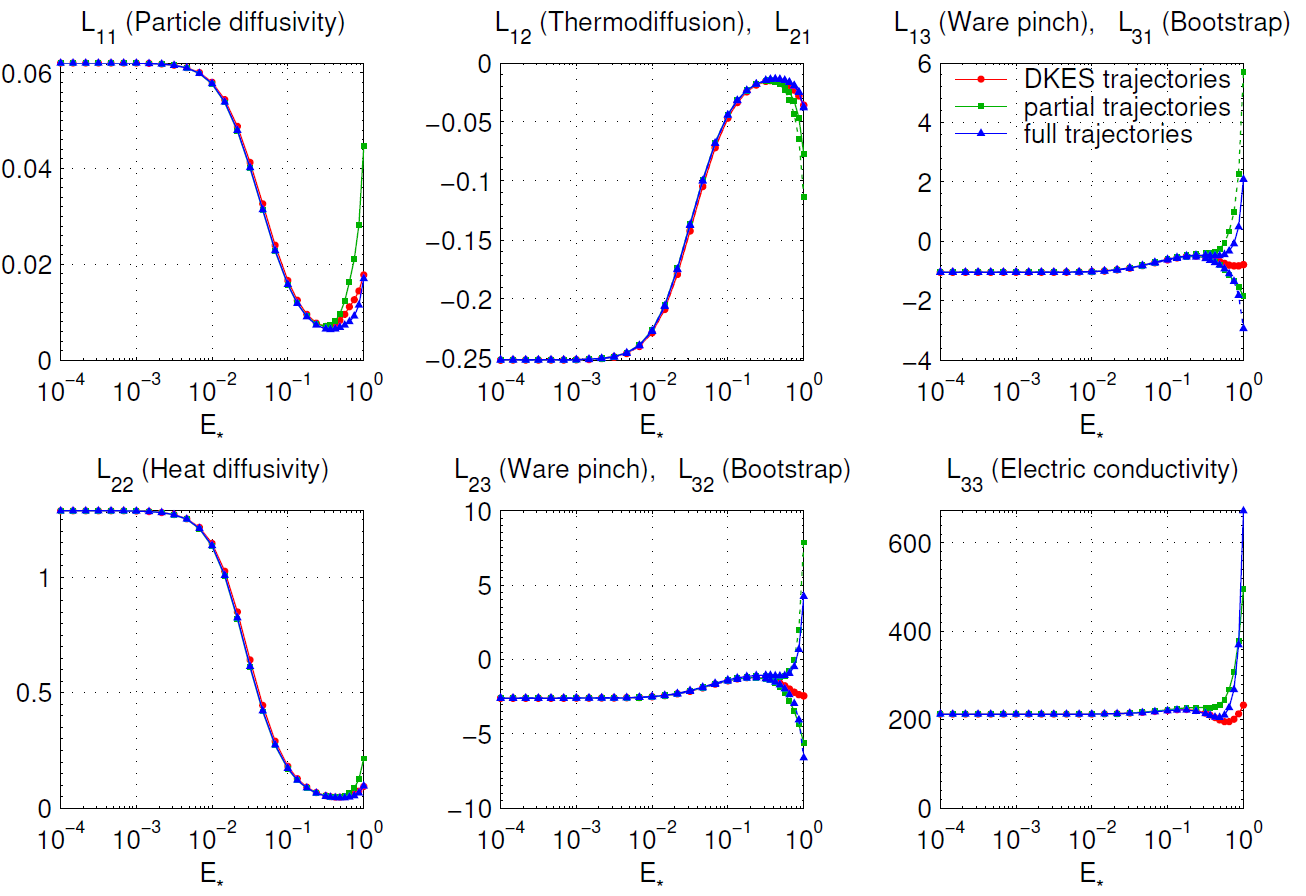 L11 (Particle diffusivity)
0.06
0.04
0.02
0
10−4 10−3 10−2 10−1 100
E*
L12 (Thermodiffusion), L21
0
−0.05
−0.1
−0.15
−0.2
−0.25
10−4 10−3 10−2 10−1 100
E*
L13 (Ware pinch), L31 (Bootstrap)
6
4
2
0
−2
−4
DKES trajectories
partial trajectories
full trajectories
10−4 10−3 10−2 10−1 100
E*
L22 (Heat diffusivity)
1
0.5
0
10−4 10−3 10−2 10−1 100
E*
L23 (Ware pinch), L32 (Bootstrap)
10
5
0
−5
−10
10−4 10−3 10−2 10−1 100
E*
L33 (Electric conductivity)
600
400
200
0
10−4 10−3 10−2 10−1 100
E*